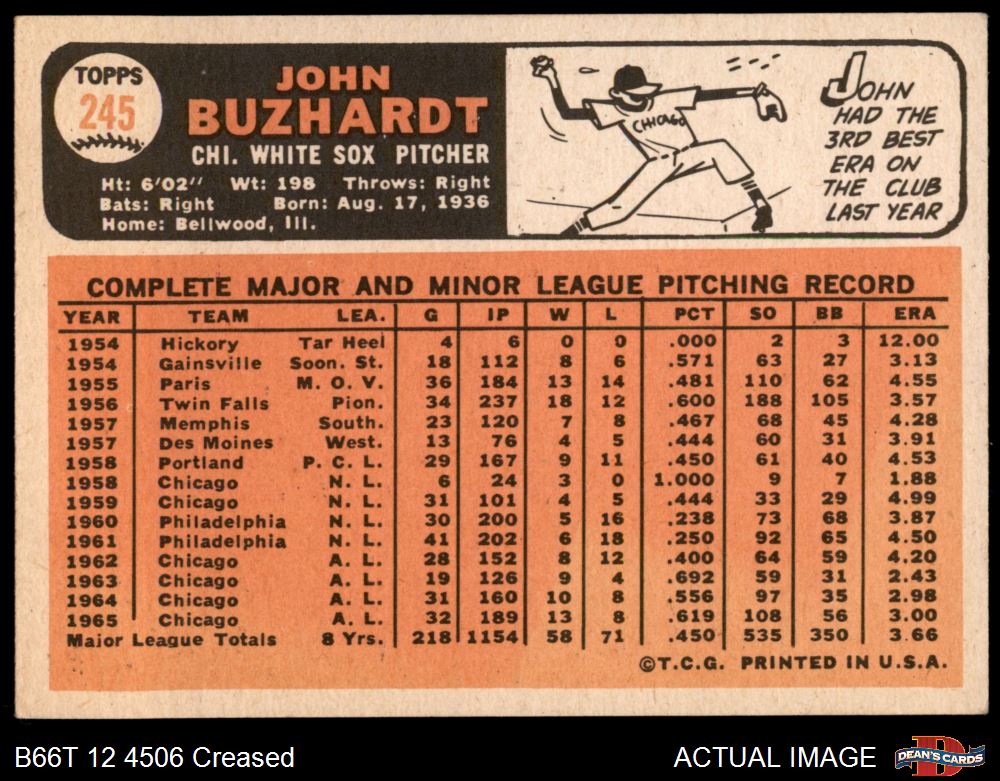 TOPPS
245
JOHN
BUZHARDT
CHI. WHITE SOX PITCHER
Ht: 6'02" Wt: 198 Throws: Right
Bats: Right Born: Aug. 17, 1936
Home: Bellwood, Ill.
CHICAGO
JOHN
HAD THE
3RD BEST
ERA ON
THE CLUB
LAST YEAR
COMPLETE MAJOR AND MINOR LEAGUE PITCHING RECORD
YEAR TEAM LEA. G IP W L PCT SO BB ERA
1954 Hickory Tar Heel 4 6 0 0 .000 2 3 12.00
1954 Gainsville Soon. St. 18 112 8 6 .571 63 27 3.13
1955 Paris M. O. V. 36 184 13 14 .481 110 62 4.55
1956 Twin Falls Pion. 34 237 18 12 .600 188 105 3.57
1957 Memphis South. 23 120 7 8 .467 68 45 4.28
1957 Des Moines West. 13 76 4 5 .444 60 31 3.91
1958 Portland P. C. L. 29 167 9 11 .450 61 40 4.53
1958 Chicago N. L. 6 24 3 0 1.000 9 7 1.88
1959 Chicago N. L. 31 101 4 5 .444 33 29 4.99
1960 Philadelphia N. L. 30 200 5 16 .238 73 68 3.87
1961 Philadelphia N. L. 41 202 6 18 .250 92 65 4.50
1962 Chicago A. L. 28 152 8 12 .400 64 59 4.20
1963 Chicago A. L. 19 126 9 4 .692 59 31 2.43
1964 Chicago A. L. 31 160 10 8 .556 97 35 2.98
1965 Chicago A. L. 32 189 13 8 .619 108 56 3.00
Major League Totals 8 Yrs. 218 1154 58 71 .450 535 350 3.66
©T.C.G. PRINTED IN U.S.A.
B66T 12 4506 Creased
ACTUAL IMAGE
D
DEAN'S CARDS